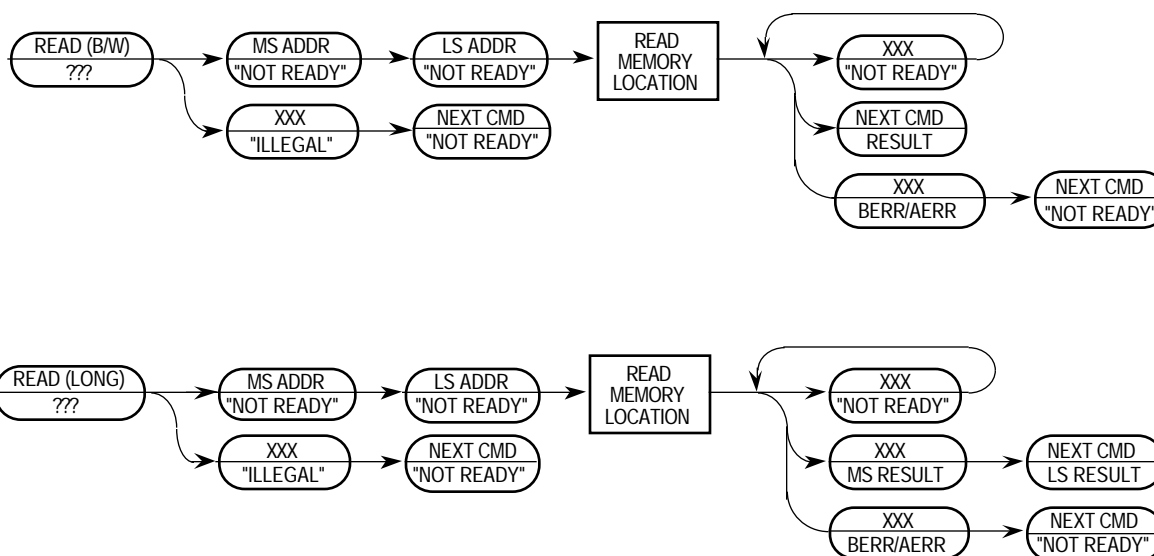 READ (B/W)
???
MS ADDR
"NOT READY"
LS ADDR
"NOT READY"
READ
MEMORY
LOCATION
XXX
"NOT READY"
XXX
"ILLEGAL"
NEXT CMD
"NOT READY"
NEXT CMD
RESULT
XXX
BERR/AERR
NEXT CMD
"NOT READY"
READ (LONG)
???
MS ADDR
"NOT READY"
LS ADDR
"NOT READY"
READ
MEMORY
LOCATION
XXX
"NOT READY"
XXX
"ILLEGAL"
NEXT CMD
"NOT READY"
XXX
MS RESULT
NEXT CMD
LS RESULT
XXX
BERR/AERR
NEXT CMD
"NOT READY"